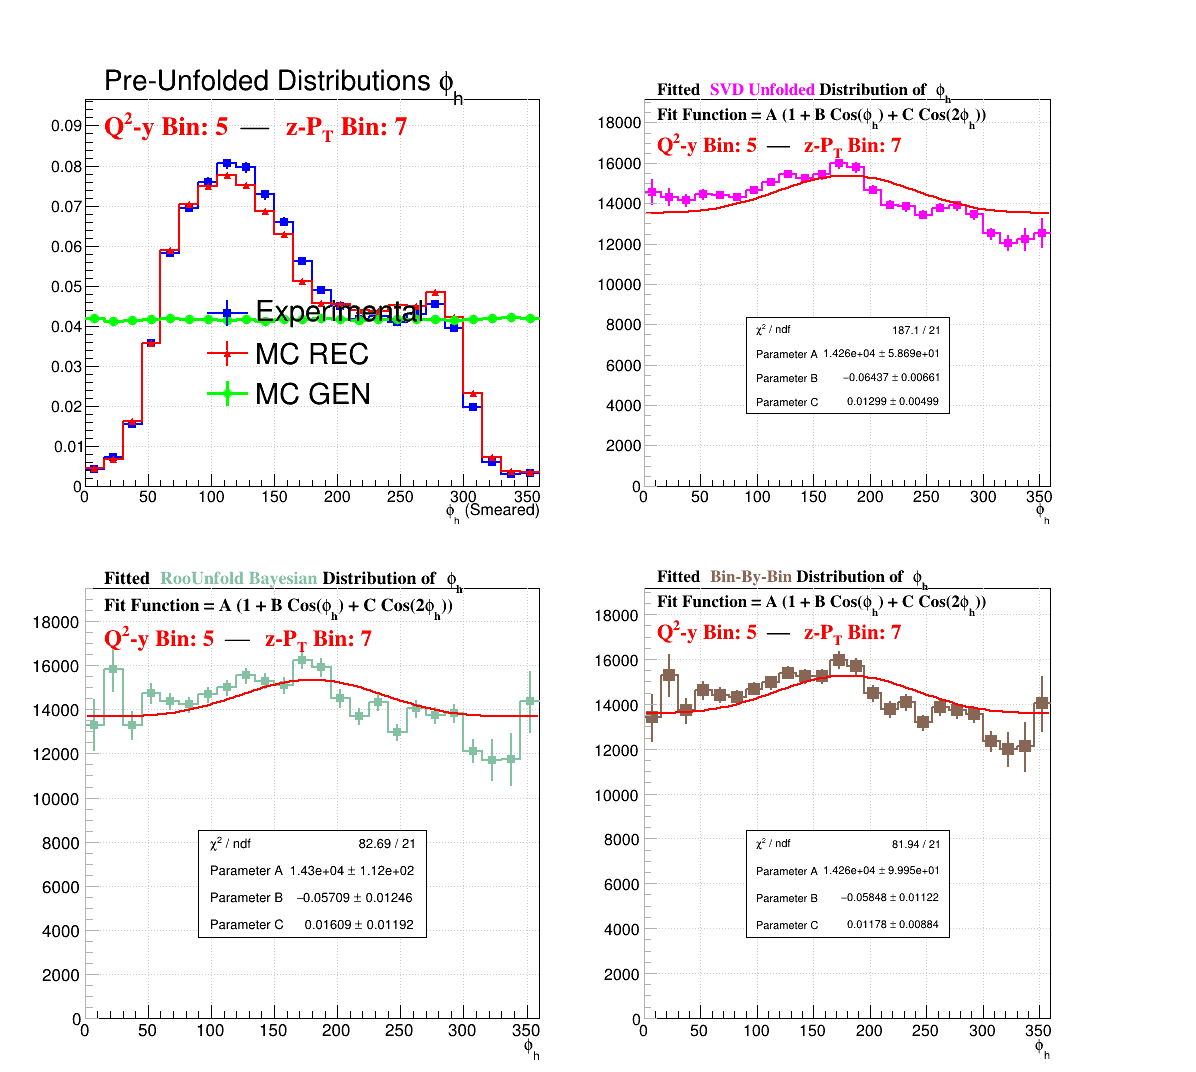 Pre-Unfolded Distributions ϕh
Q²-y Bin: 5 — z-PT Bin: 7
0.09
0.08
0.07
0.06
0.05
0.04
0.03
0.02
0.01
0
Experimental
MC REC
MC GEN
0 50 100 150 200 250 300 350
ϕh (Smeared)
Fitted SVD Unfolded Distribution of ϕh
Fit Function = A (1 + B Cos(ϕh) + C Cos(2ϕh))
Q²-y Bin: 5 — z-PT Bin: 7
18000
16000
14000
12000
10000
8000
6000
4000
2000
0
χ² / ndf 187.1 / 21
Parameter A 1.426e+04 ± 5.869e+01
Parameter B −0.06437 ± 0.00661
Parameter C 0.01299 ± 0.00499
0 50 100 150 200 250 300 350
ϕh
Fitted RooUnfold Bayesian Distribution of ϕh
Fit Function = A (1 + B Cos(ϕh) + C Cos(2ϕh))
Q²-y Bin: 5 — z-PT Bin: 7
18000
16000
14000
12000
10000
8000
6000
4000
2000
0
χ² / ndf 82.69 / 21
Parameter A 1.43e+04 ± 1.12e+02
Parameter B −0.05709 ± 0.01246
Parameter C 0.01609 ± 0.01192
0 50 100 150 200 250 300 350
ϕh
Fitted Bin-By-Bin Distribution of ϕh
Fit Function = A (1 + B Cos(ϕh) + C Cos(2ϕh))
Q²-y Bin: 5 — z-PT Bin: 7
18000
16000
14000
12000
10000
8000
6000
4000
2000
0
χ² / ndf 81.94 / 21
Parameter A 1.426e+04 ± 9.995e+01
Parameter B −0.05848 ± 0.01122
Parameter C 0.01178 ± 0.00884
0 50 100 150 200 250 300 350
ϕh